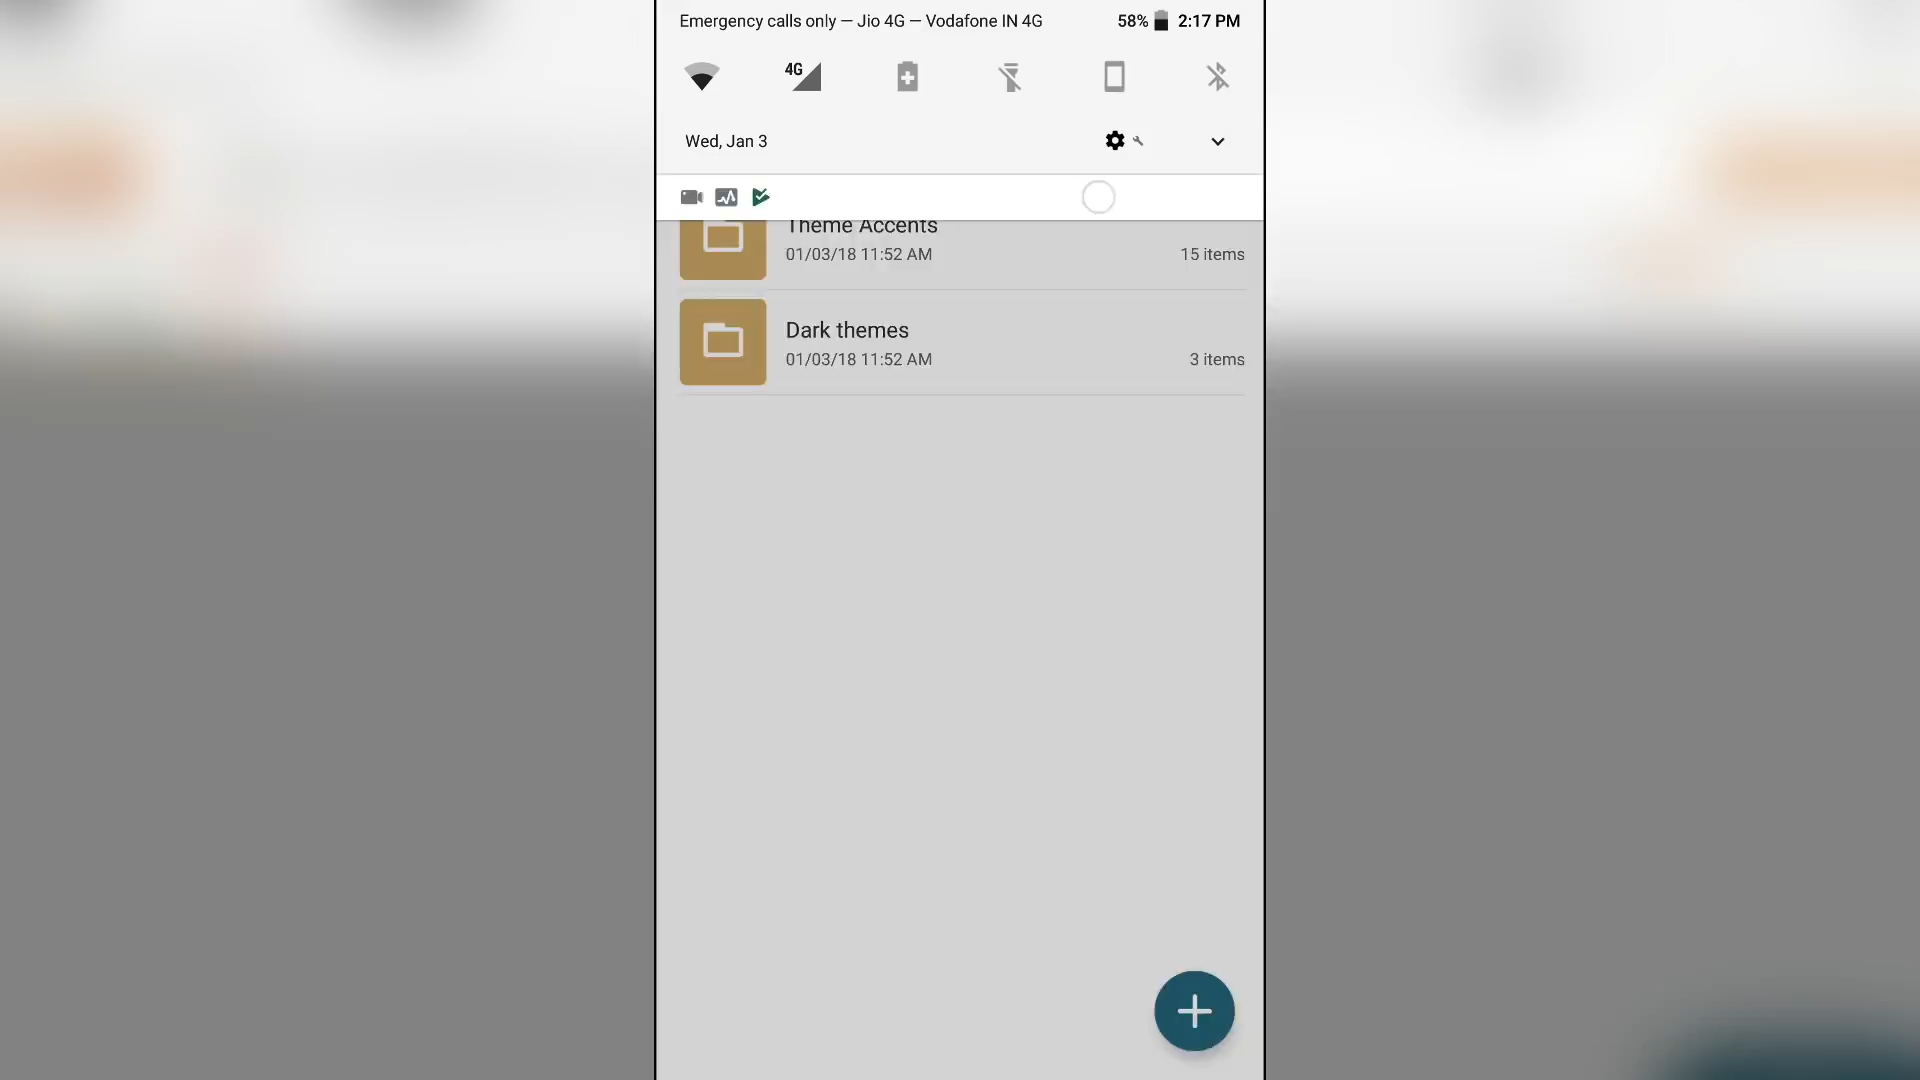 Emergency calls only — Jio 4G — Vodafone IN 4G 58% 2:17 PM
4G
Wed, Jan 3
Theme Accents
01/03/18 11:52 AM 15 items
Dark themes
01/03/18 11:52 AM 3 items